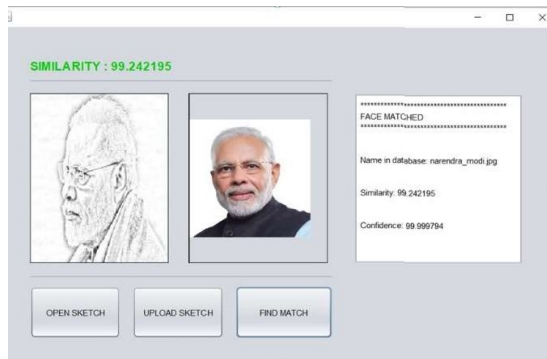 SIMILARITY : 99.242195
**********************************************
FACE MATCHED
**********************************************
Name in database: narendra_modi.jpg
Similarity: 99.242195
Confidence: 99.999794
OPEN SKETCH
UPLOAD SKETCH
FIND MATCH